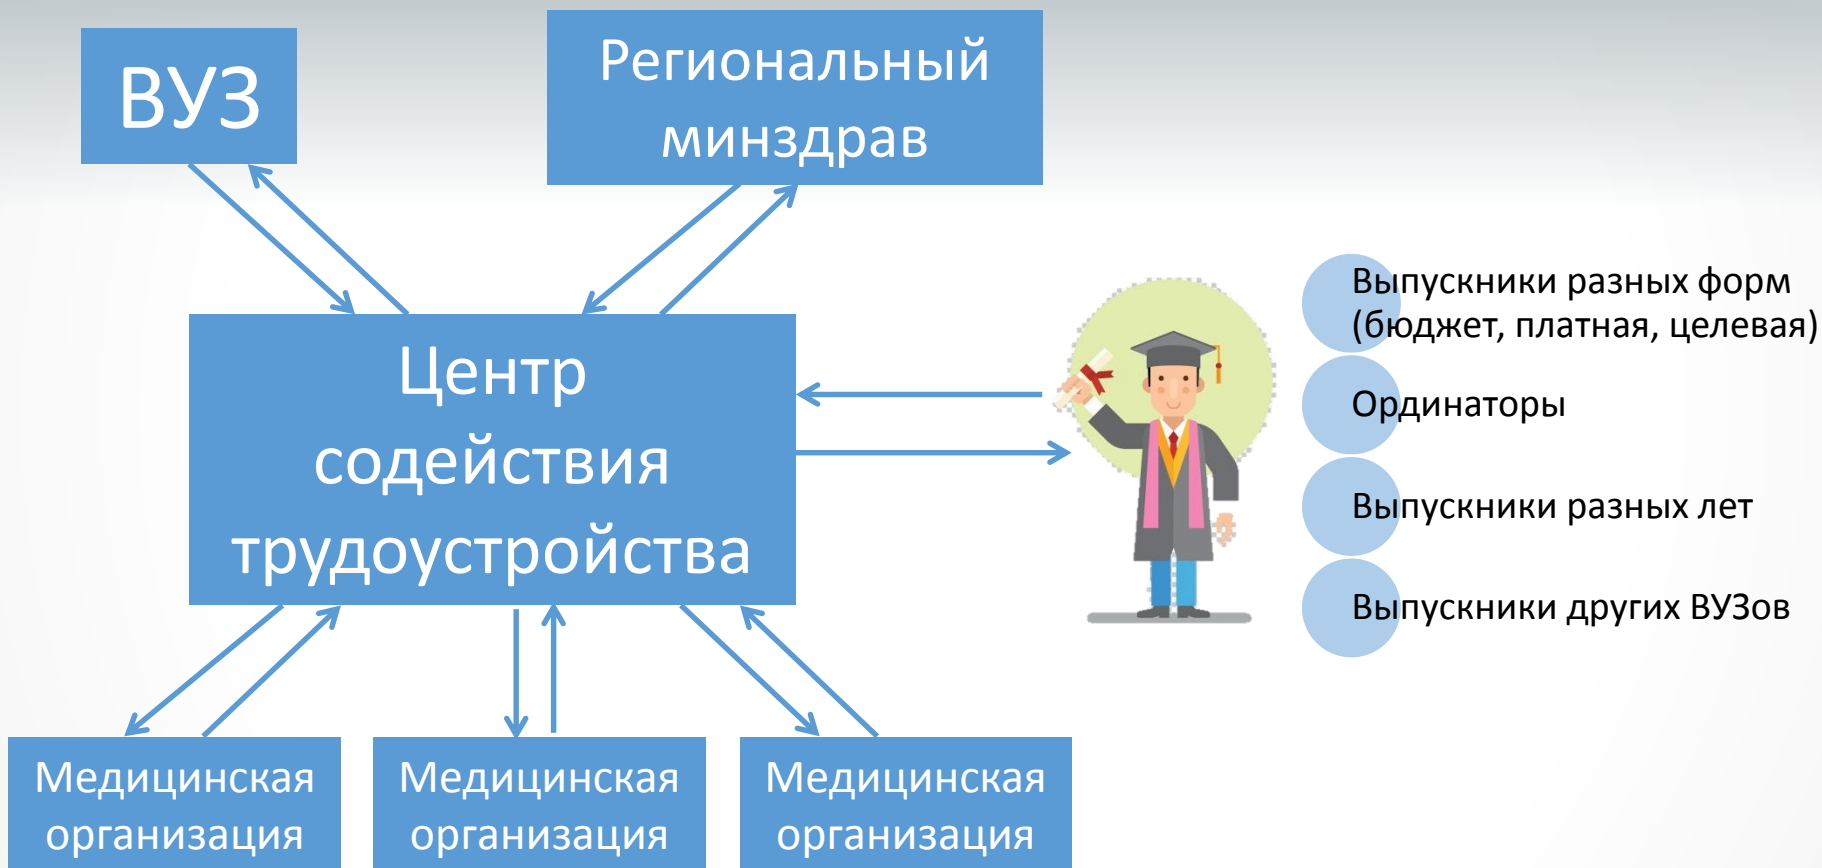 ВУЗ
Региональный
минздрав
Центр
содействия
трудоустройства
Выпускники разных форм
(бюджет, платная, целевая)
Ординаторы
Выпускники разных лет
Выпускники других ВУЗов
Медицинская
организация
Медицинская
организация
Медицинская
организация